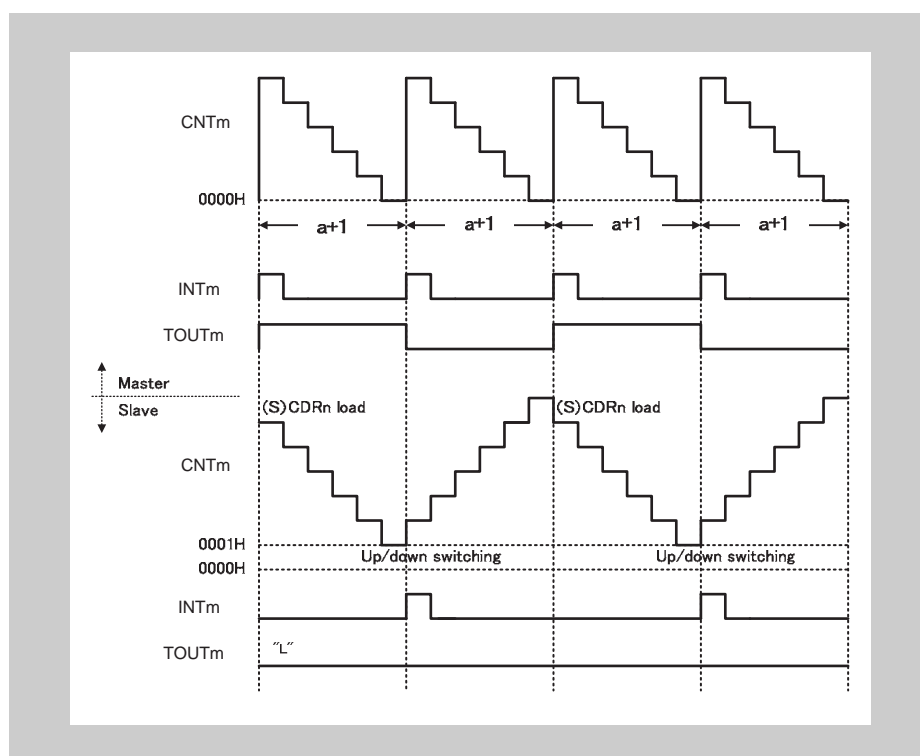 CNTm
0000H
a+1 a+1 a+1 a+1
INTm
TOUTm
Master
Slave
(S)CDRn load (S)CDRn load
CNTm
0001H
Up/down switching Up/down switching
0000H
INTm
TOUTm
"L"